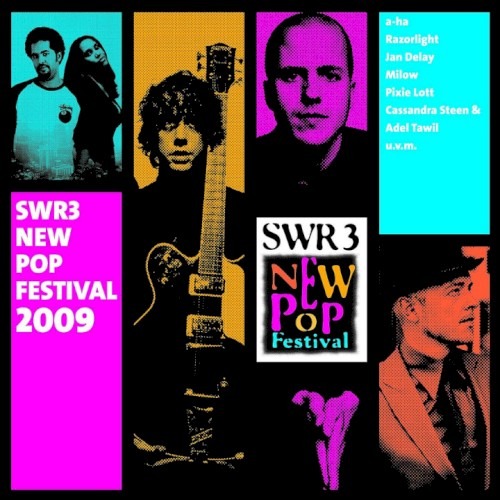 a-ha
Razorlight
Jan Delay
Milow
Pixie Lott
Cassandra Steen &
Adel Tawil
u.v.m.
SWR3
NEW
POP
FESTIVAL
2009
SWR3
NEW
POP
Festival